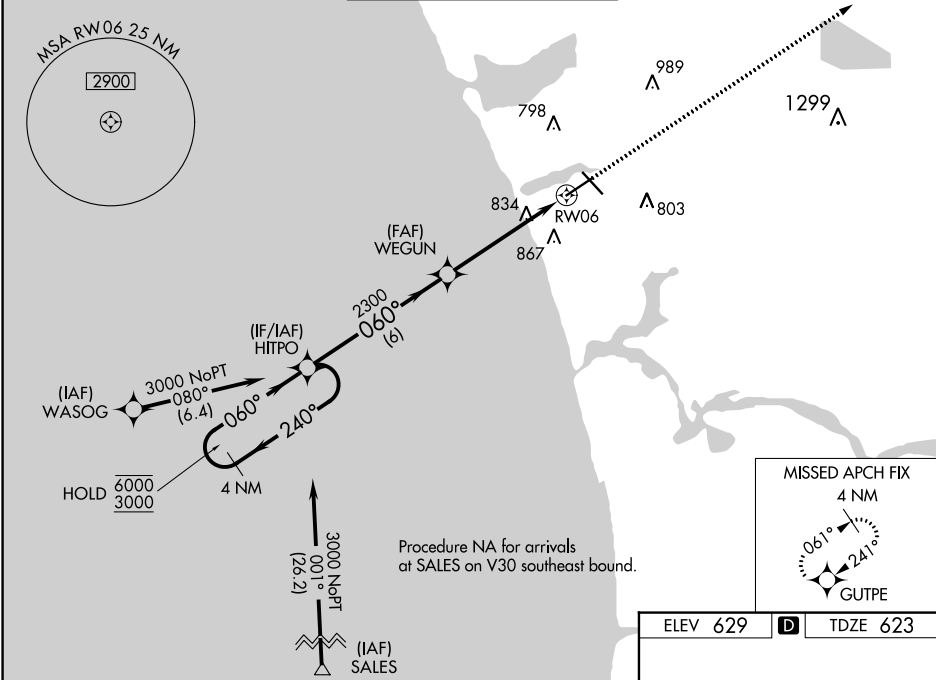 MSA RW06 25 NM
2900
989
798
1299
834
RW06
803
867
(FAF)
WEGUN
2300
060°
(6)
(IF/IAF)
HITPO
3000 NoPT
080°
(6.4)
(IAF)
WASOG
060°
240°
HOLD
6000
3000
4 NM
3000 NoPT
001°
(26.2)
(IAF)
SALES
Procedure NA for arrivals
at SALES on V30 southeast bound.
MISSED APCH FIX
4 NM
061°
241°
GUTPE
ELEV 629 D TDZE 623